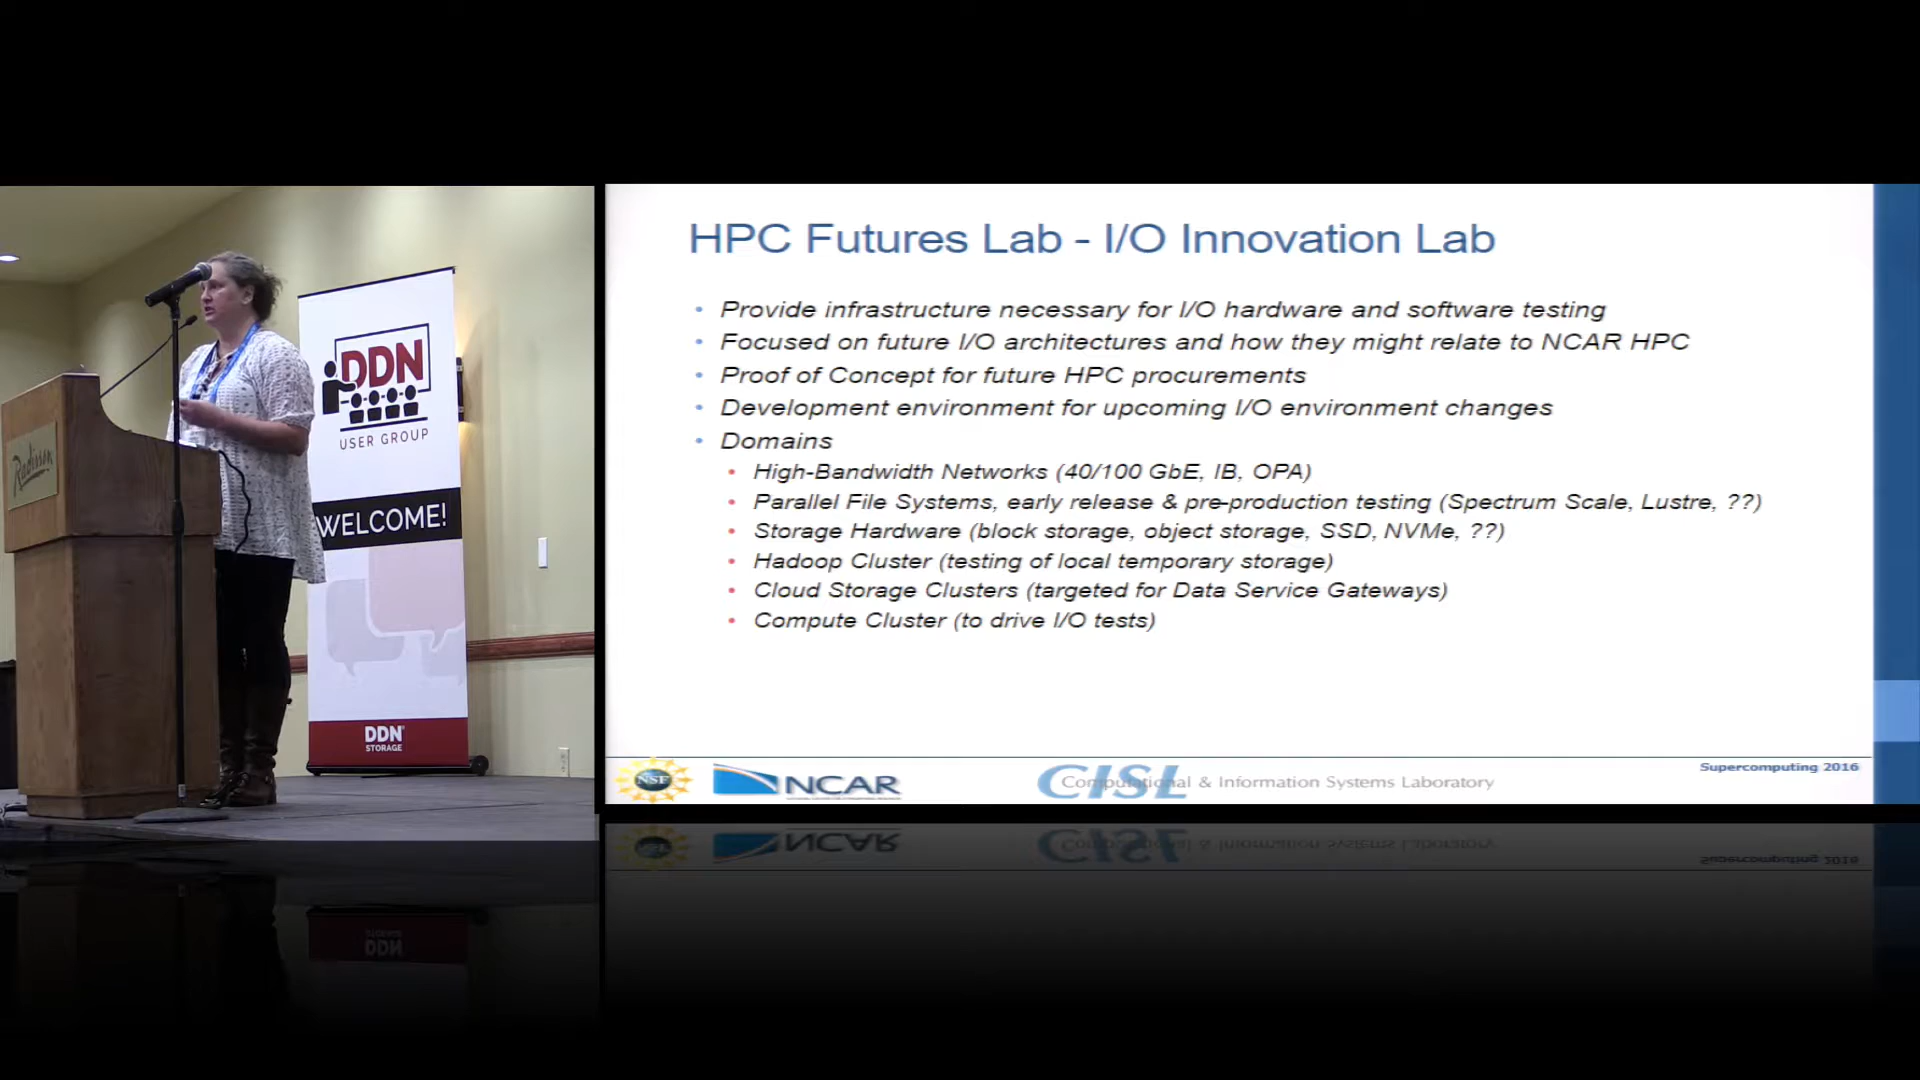 Radisson
DDN
USER GROUP
WELCOME!
DDN
STORAGE
HPC Futures Lab - I/O Innovation Lab
• Provide infrastructure necessary for I/O hardware and software testing
• Focused on future I/O architectures and how they might relate to NCAR HPC
• Proof of Concept for future HPC procurements
• Development environment for upcoming I/O environment changes
• Domains
• High-Bandwidth Networks (40/100 GbE, IB, OPA)
• Parallel File Systems, early release & pre-production testing (Spectrum Scale, Lustre, ??)
• Storage Hardware (block storage, object storage, SSD, NVMe, ??)
• Hadoop Cluster (testing of local temporary storage)
• Cloud Storage Clusters (targeted for Data Service Gateways)
• Compute Cluster (to drive I/O tests)
Supercomputing 2016
NSF
NCAR
CISL
Computational & Information Systems Laboratory